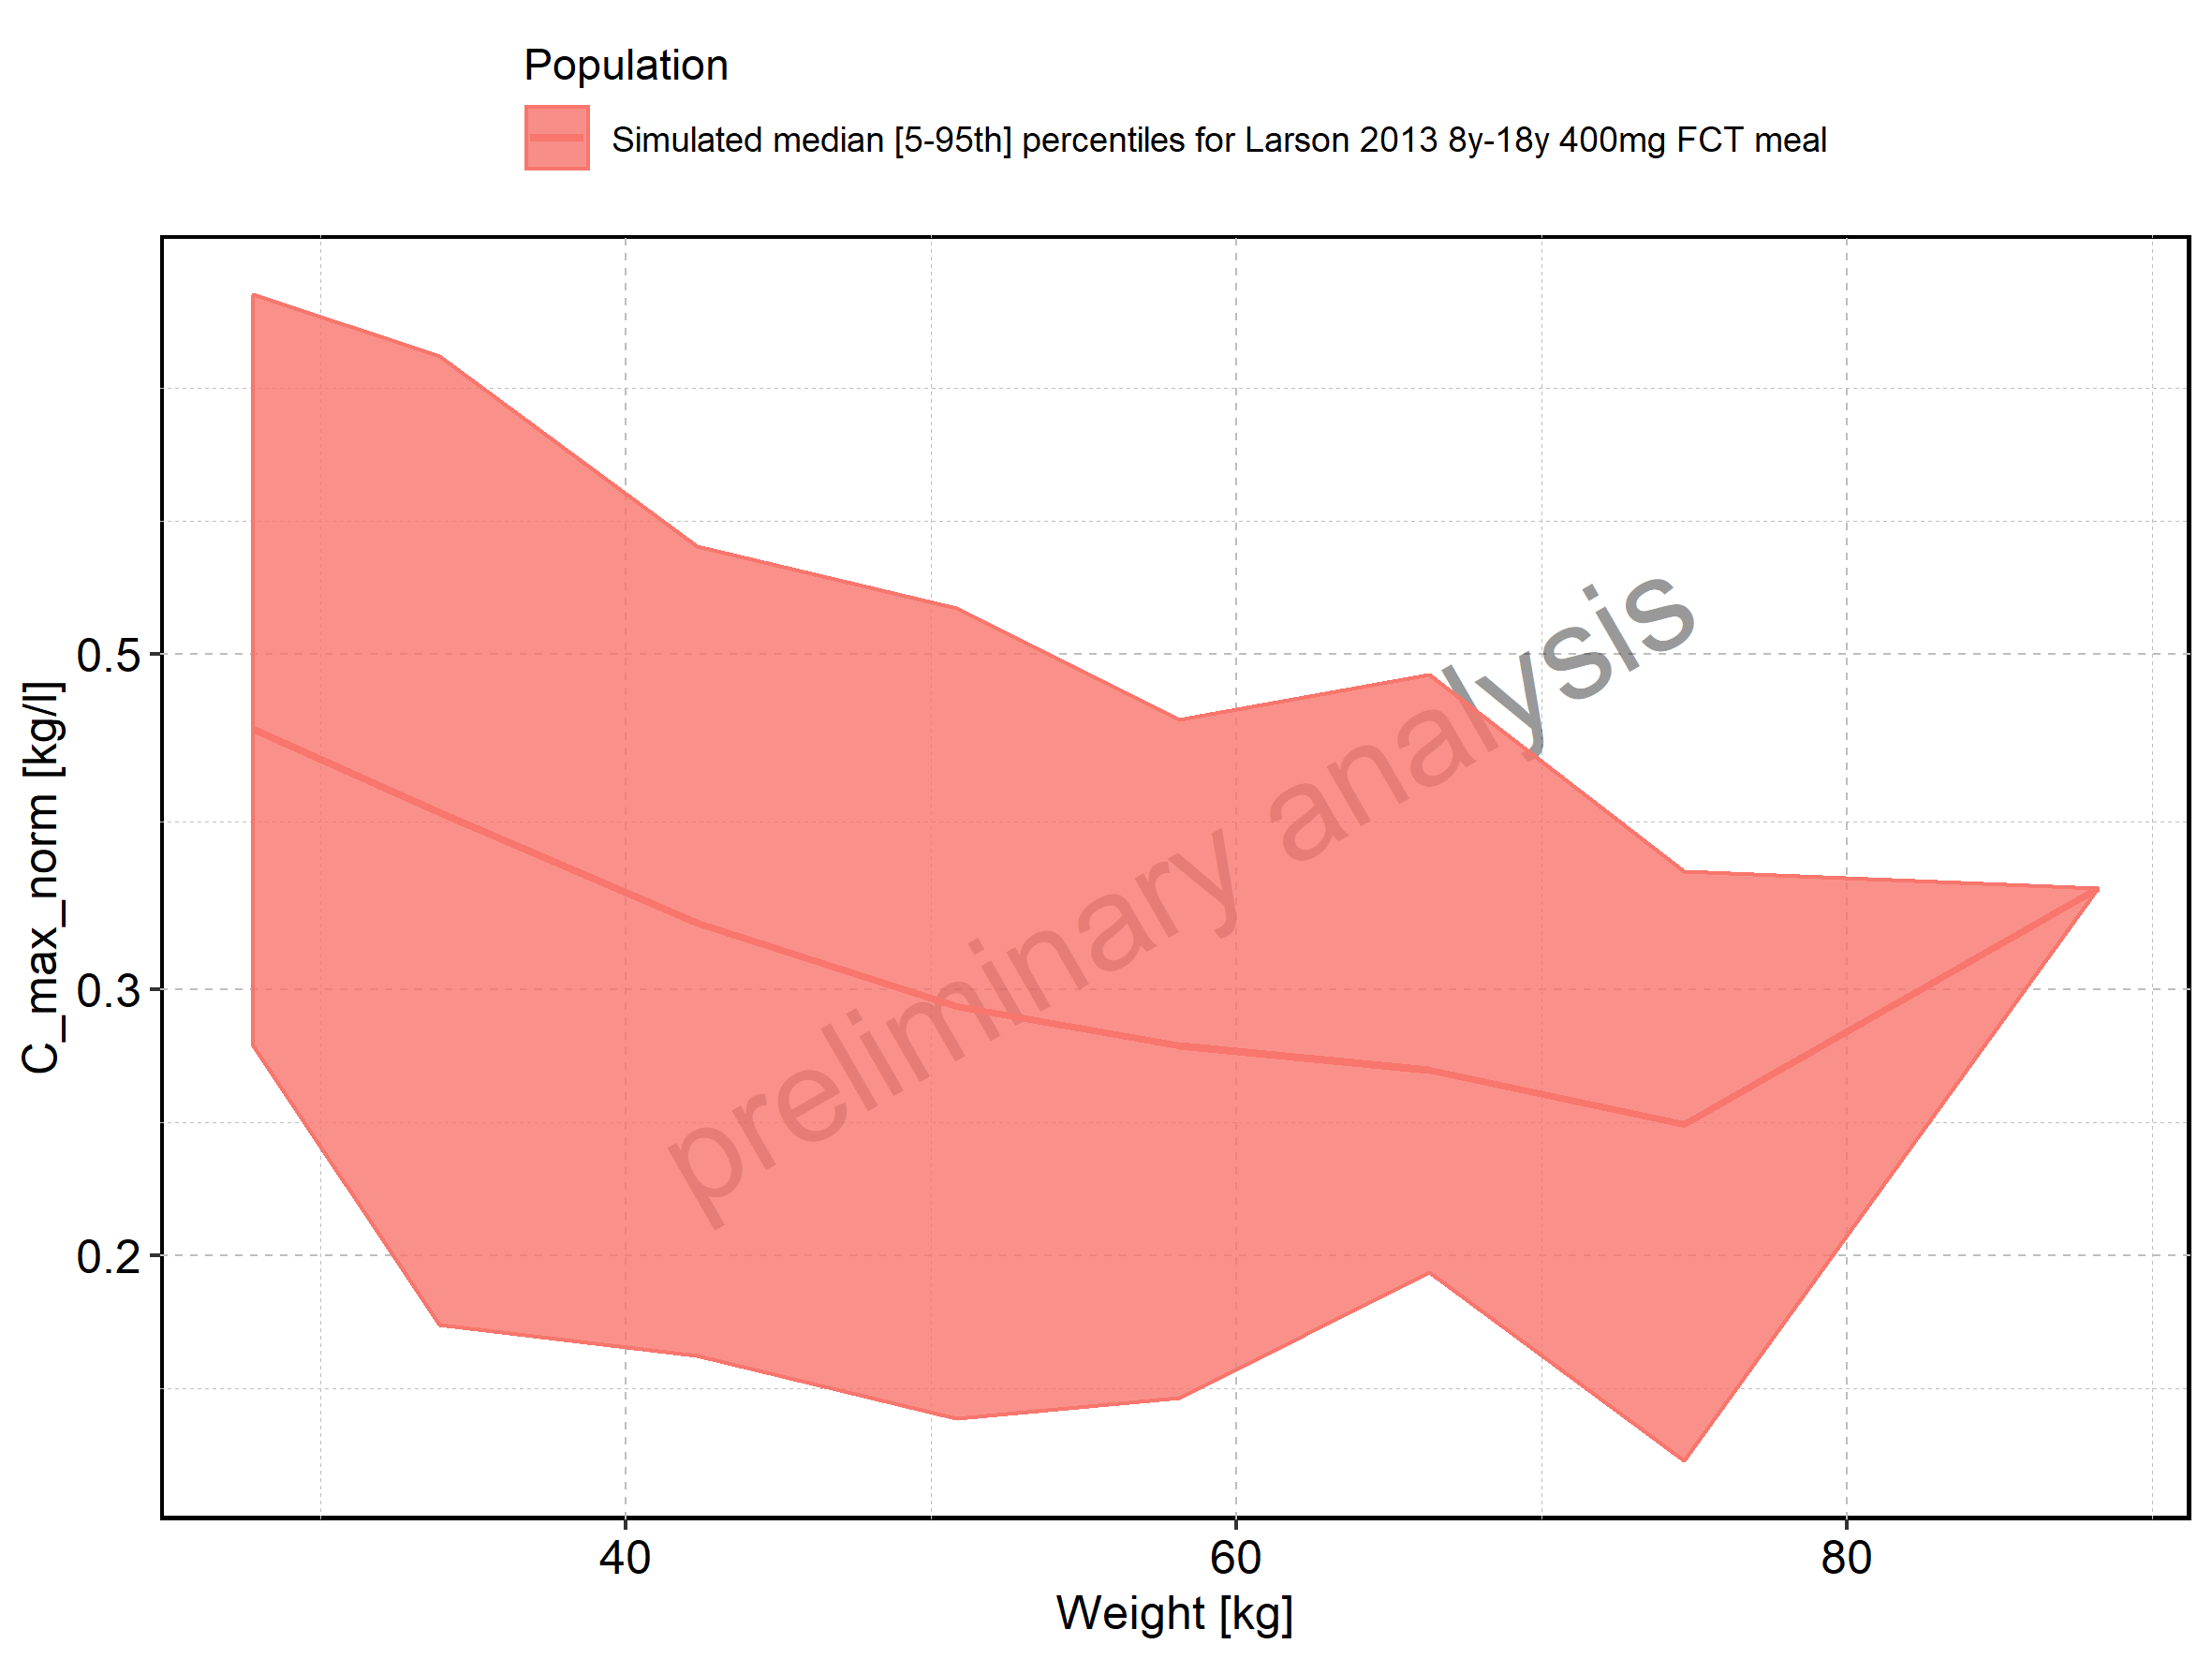 Population
Simulated median [5-95th] percentiles for Larson 2013 8y-18y 400mg FCT meal
C_max_norm [kg/l]
0.5
0.3
0.2
preliminary analysis
40
60
80
Weight [kg]